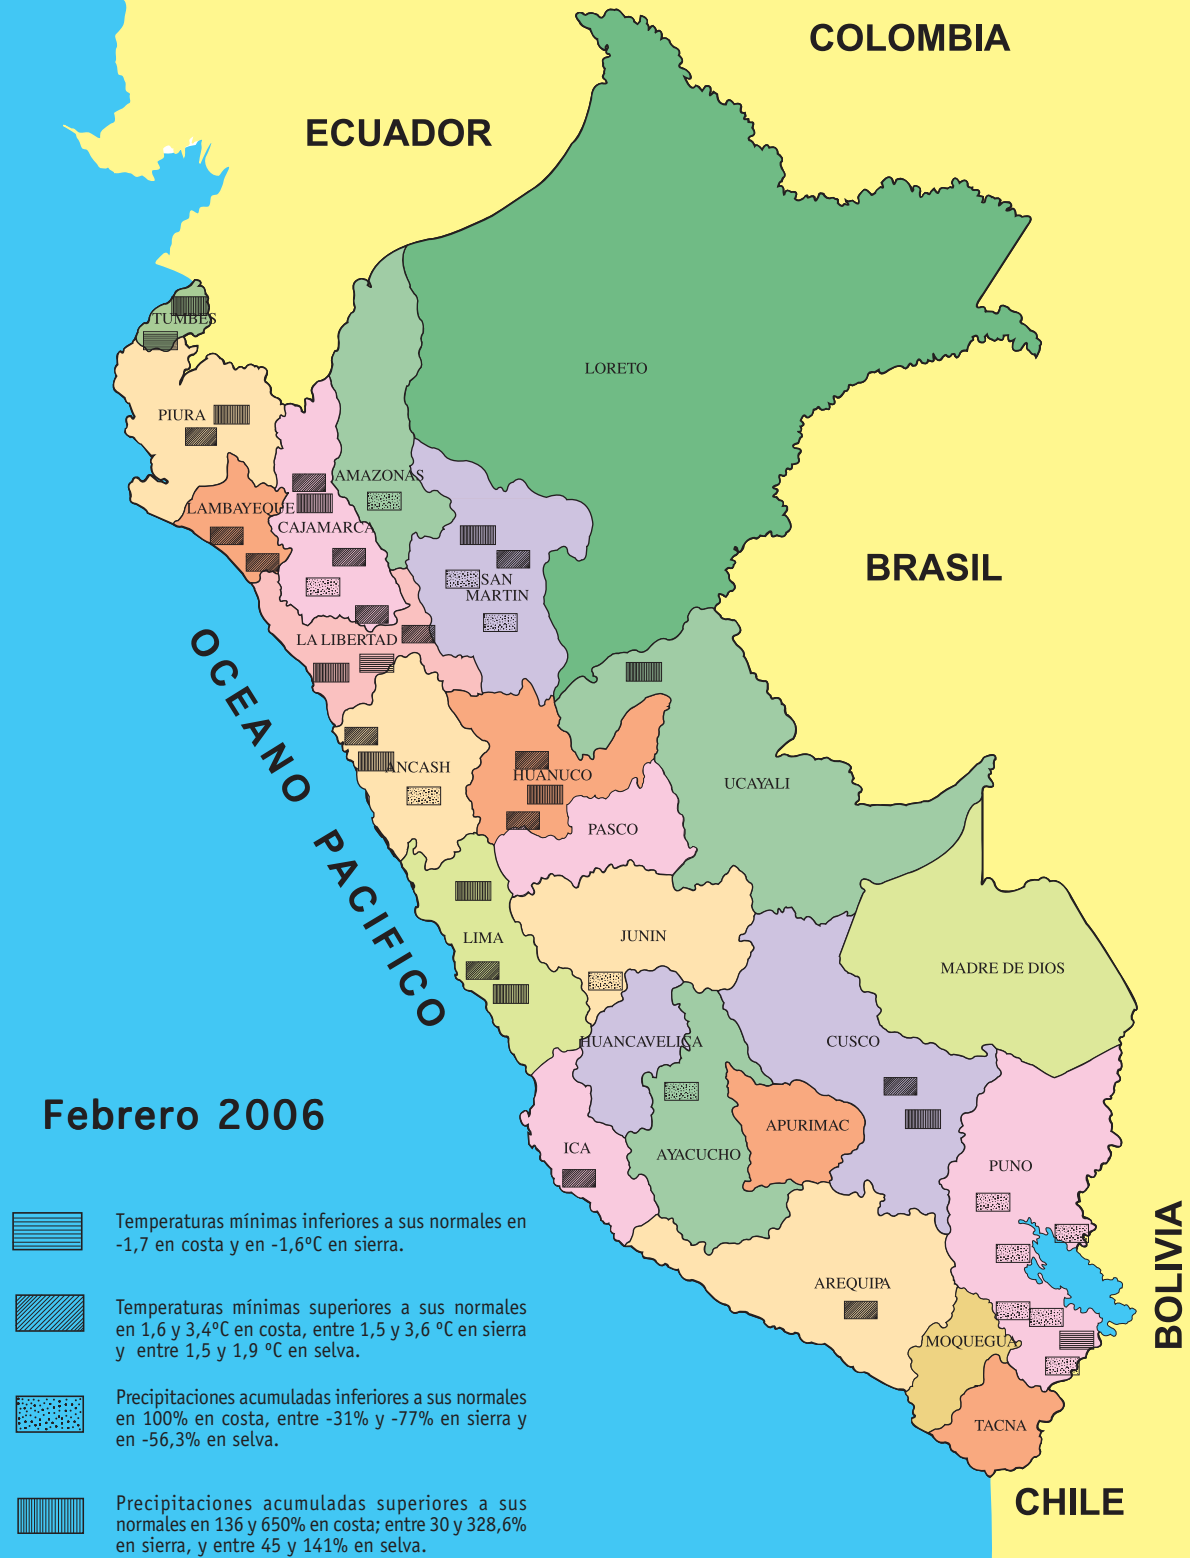 COLOMBIA
ECUADOR
TUMBES
LORETO
PIURA
AMAZONAS
LAMBAYEQUE
CAJAMARCA
BRASIL
SAN
MARTIN
LA LIBERTAD
OCEANO PACIFICO
ANCASH
HUANUCO
UCAYALI
PASCO
LIMA
JUNIN
MADRE DE DIOS
HUANCAVELICA
CUSCO
Febrero 2006
APURIMAC
ICA
AYACUCHO
PUNO
BOLIVIA
AREQUIPA
MOQUEGUA
TACNA
CHILE
Temperaturas mínimas inferiores a sus normales en
-1,7 en costa y en -1,6ºC en sierra.
Temperaturas mínimas superiores a sus normales
en 1,6 y 3,4ºC en costa, entre 1,5 y 3,6 ºC en sierra
y entre 1,5 y 1,9 ºC en selva.
Precipitaciones acumuladas inferiores a sus normales
en 100% en costa, entre -31% y -77% en sierra y
en -56,3% en selva.
Precipitaciones acumuladas superiores a sus
normales en 136 y 650% en costa; entre 30 y 328,6%
en sierra, y entre 45 y 141% en selva.